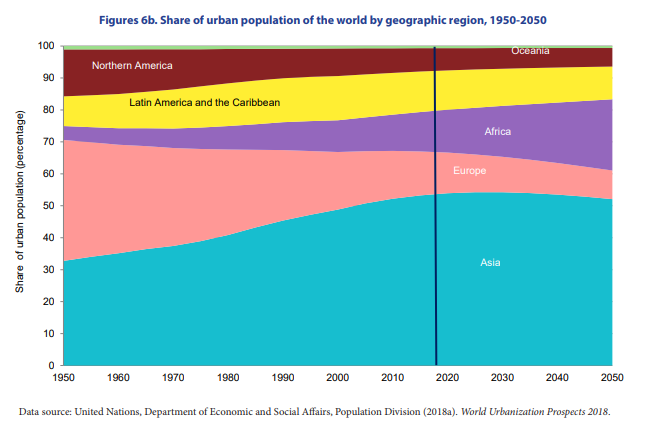 Figures 6b. Share of urban population of the world by geographic region, 1950-2050
Share of urban population (percentage)
100
90
80
70
60
50
40
30
20
10
0
Oceania
Northern America
Latin America and the Caribbean
Africa
Europe
Asia
1950 1960 1970 1980 1990 2000 2010 2020 2030 2040 2050
Data source: United Nations, Department of Economic and Social Affairs, Population Division (2018a). World Urbanization Prospects 2018.